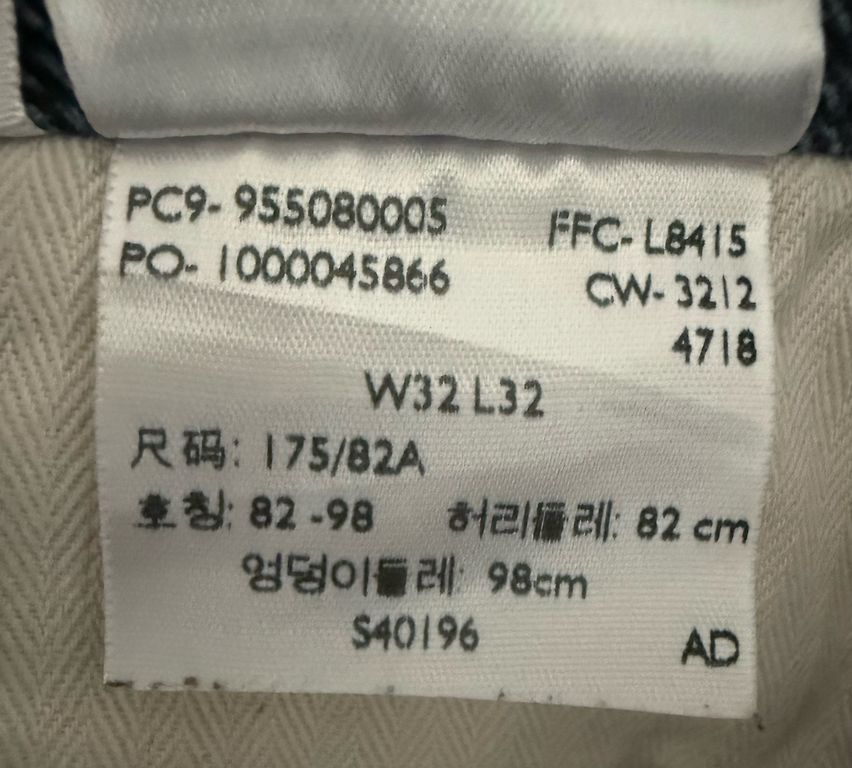 PC9- 955080005 FFC- L8415
PO- 1000045866 CW- 3212
4718
W32 L32
尺码: 175/82A
호칭: 82 -98 허리둘레: 82 cm
엉덩이둘레: 98cm
S40196 AD